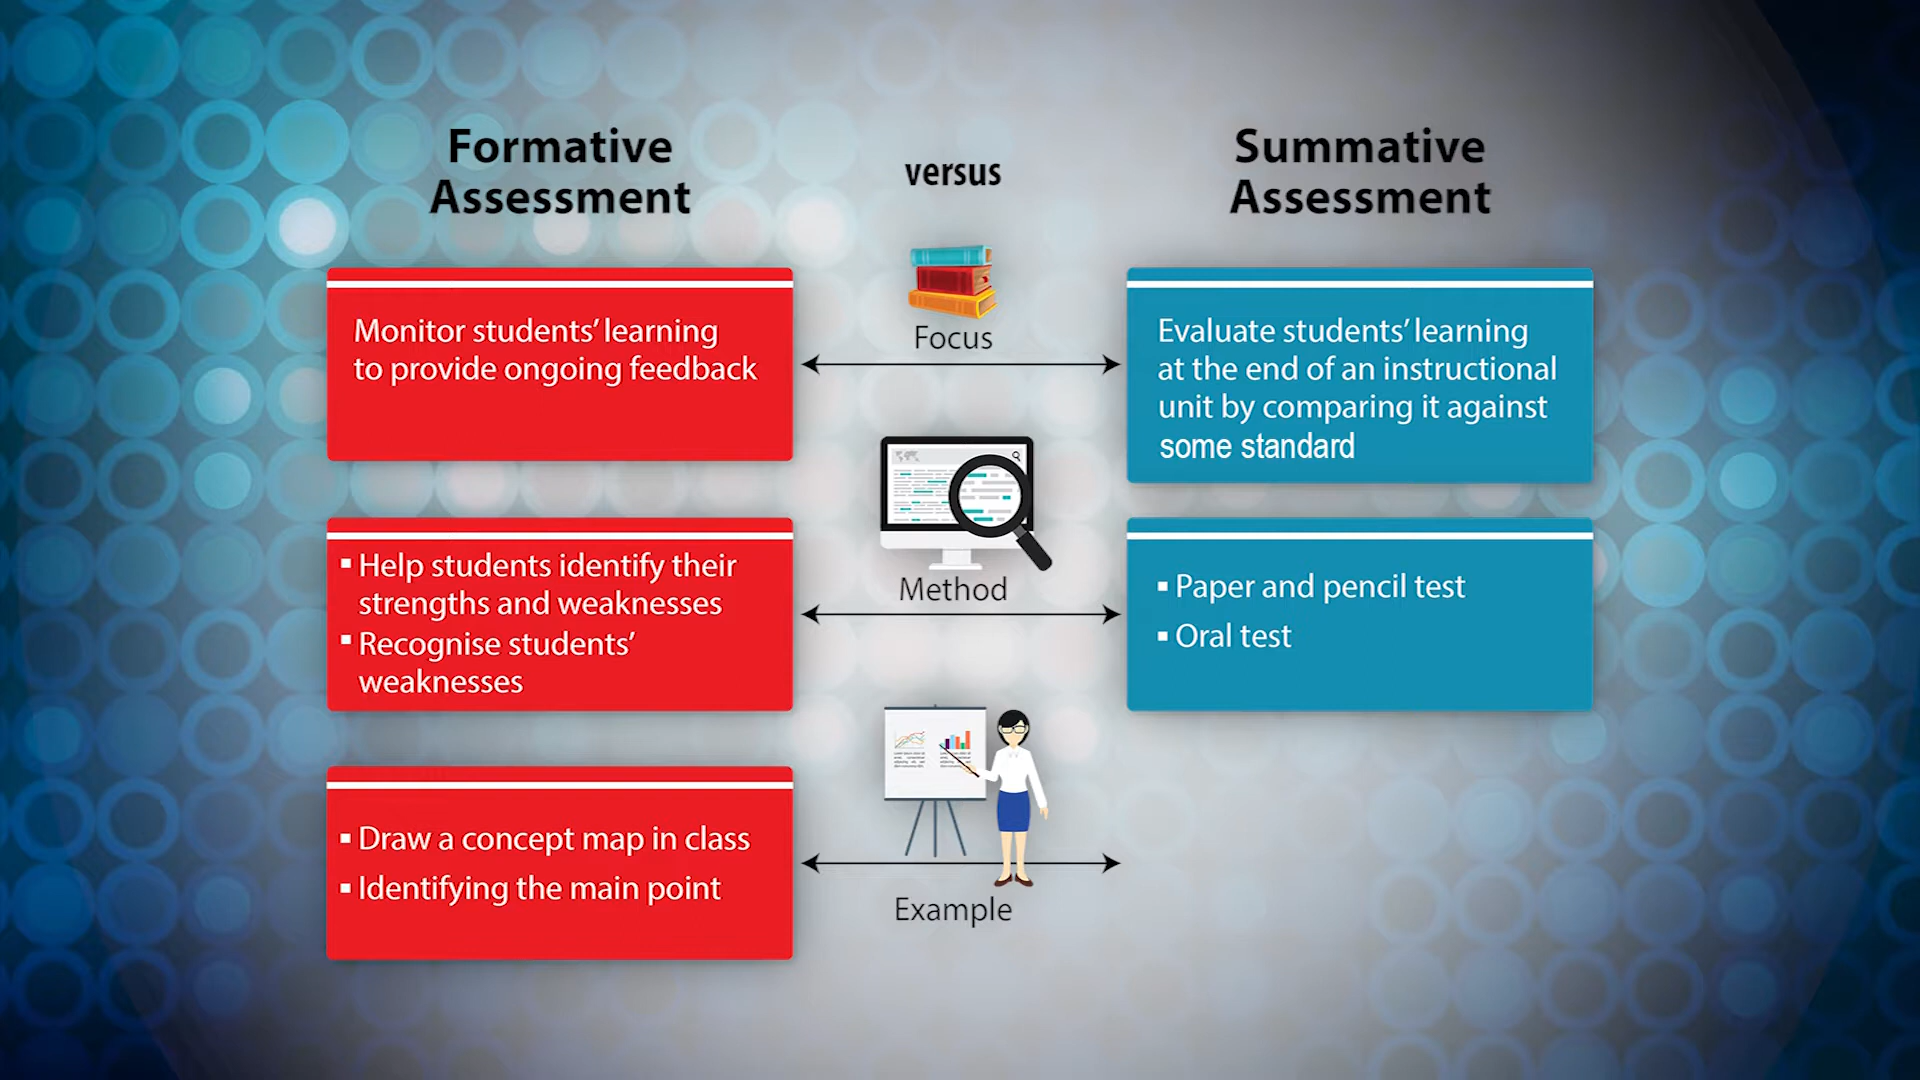 Formative
Assessment
versus
Summative
Assessment
Focus
Monitor students’ learning
to provide ongoing feedback
Evaluate students’ learning
at the end of an instructional
unit by comparing it against
some standard
Method
▪ Help students identify their
strengths and weaknesses
▪ Recognise students’
weaknesses
▪ Paper and pencil test
▪ Oral test
Example
▪ Draw a concept map in class
▪ Identifying the main point